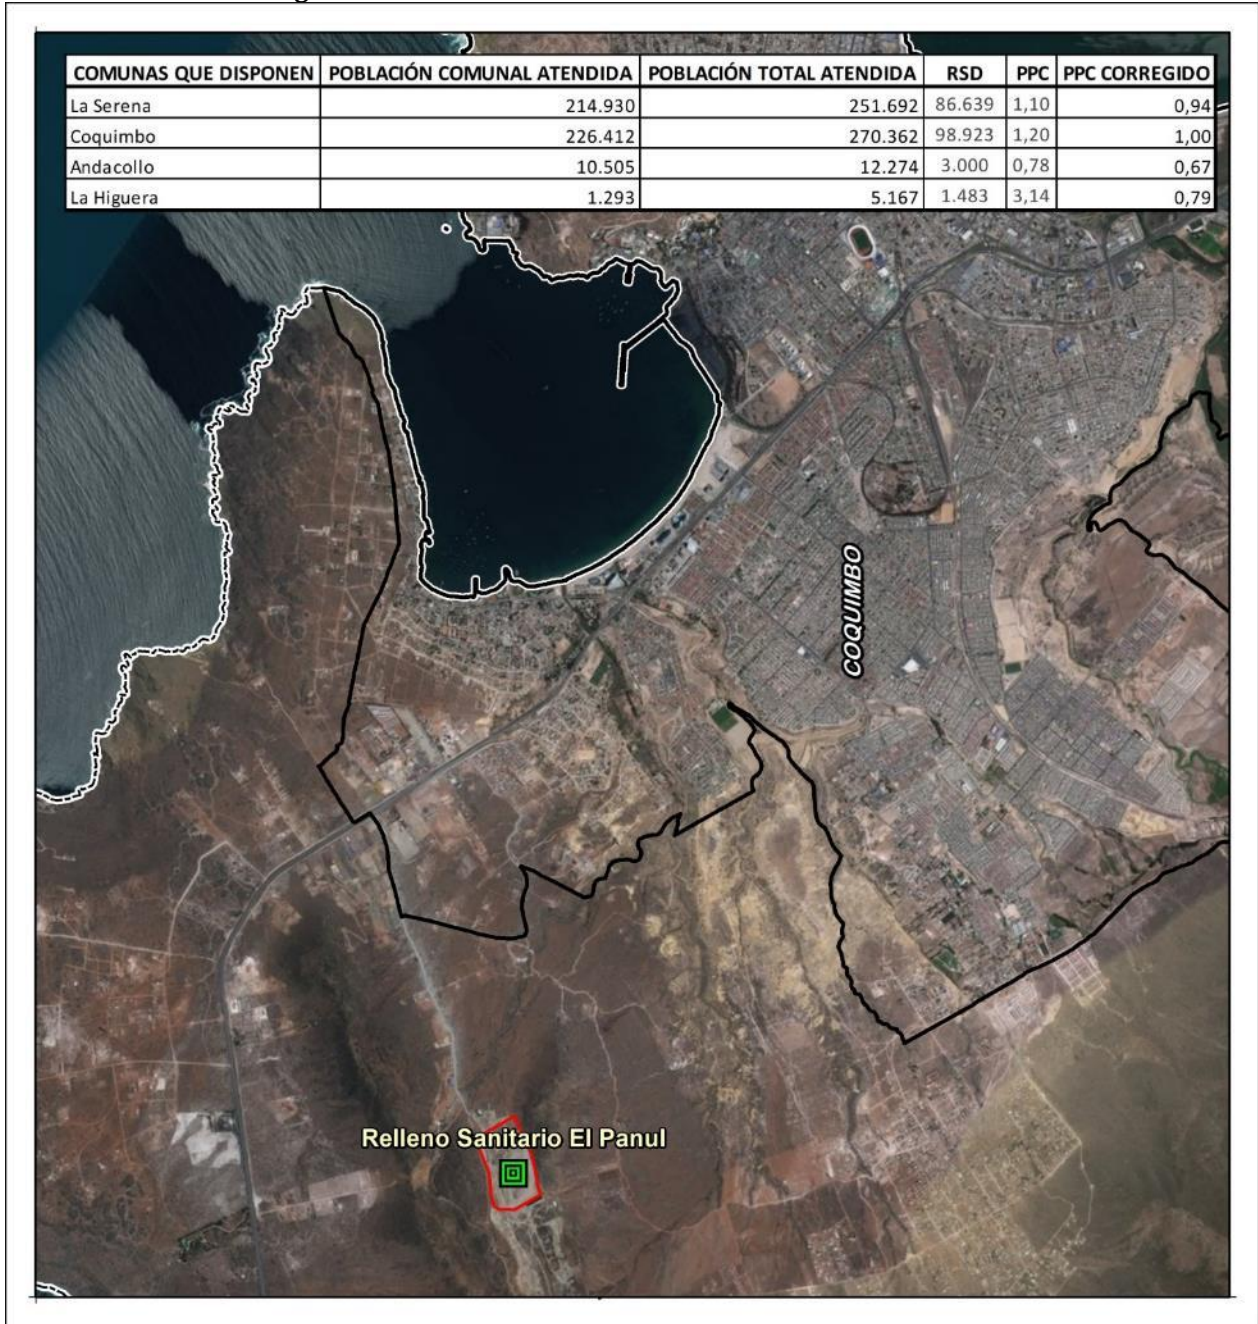 COMUNAS QUE DISPONEN POBLACIÓN COMUNAL ATENDIDA POBLACIÓN TOTAL ATENDIDA RSD PPC PPC CORREGIDO
La Serena 214.930 251.692 86.639 1,10 0,94
Coquimbo 226.412 270.362 98.923 1,20 1,00
Andacollo 10.505 12.274 3.000 0,78 0,67
La Higuera 1.293 5.167 1.483 3,14 0,79
COQUIMBO
Relleno Sanitario El Panul